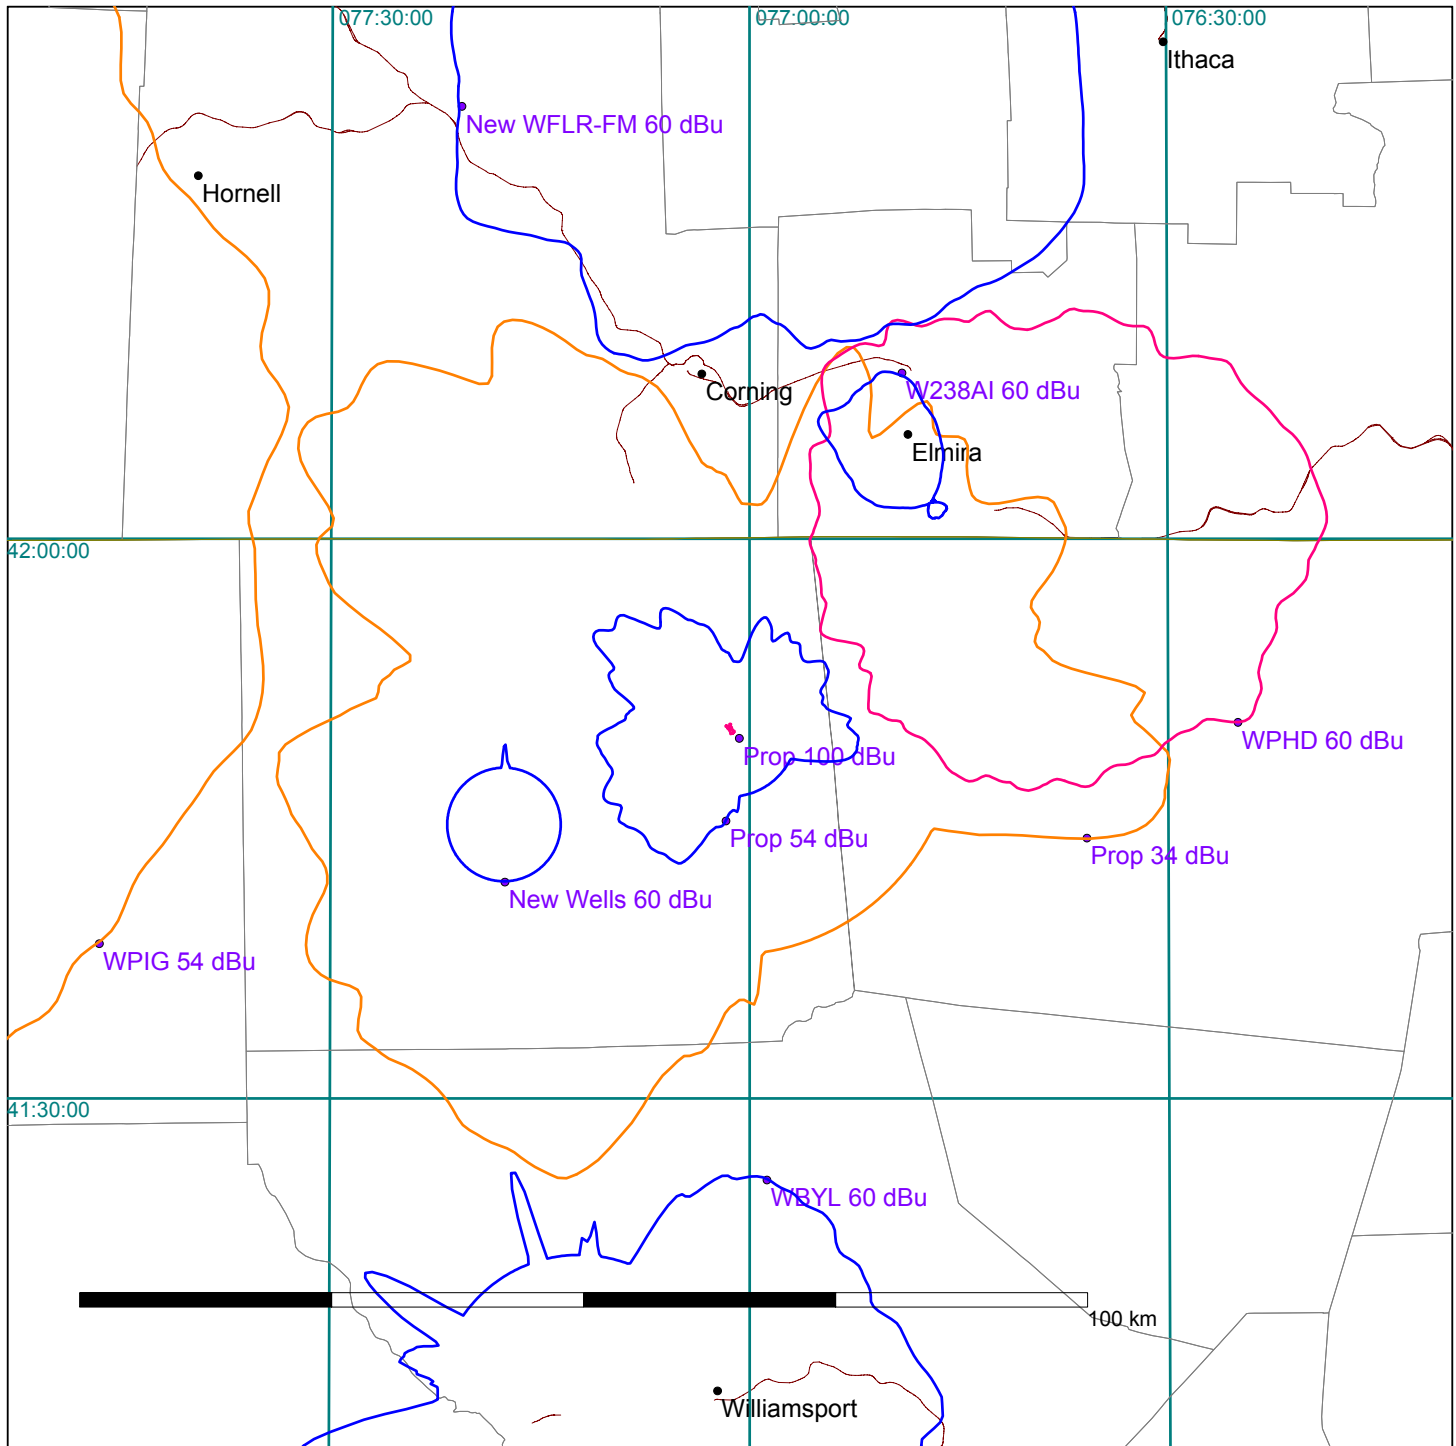 077:30:00
077:00:00
076:30:00
Ithaca
New WFLR-FM 60 dBu
Hornell
Corning
W238AI 60 dBu
Elmira
42:00:00
WPHD 60 dBu
Prop 100 dBu
Prop 54 dBu
Prop 34 dBu
New Wells 60 dBu
WPIG 54 dBu
41:30:00
WBYL 60 dBu
100 km
Williamsport